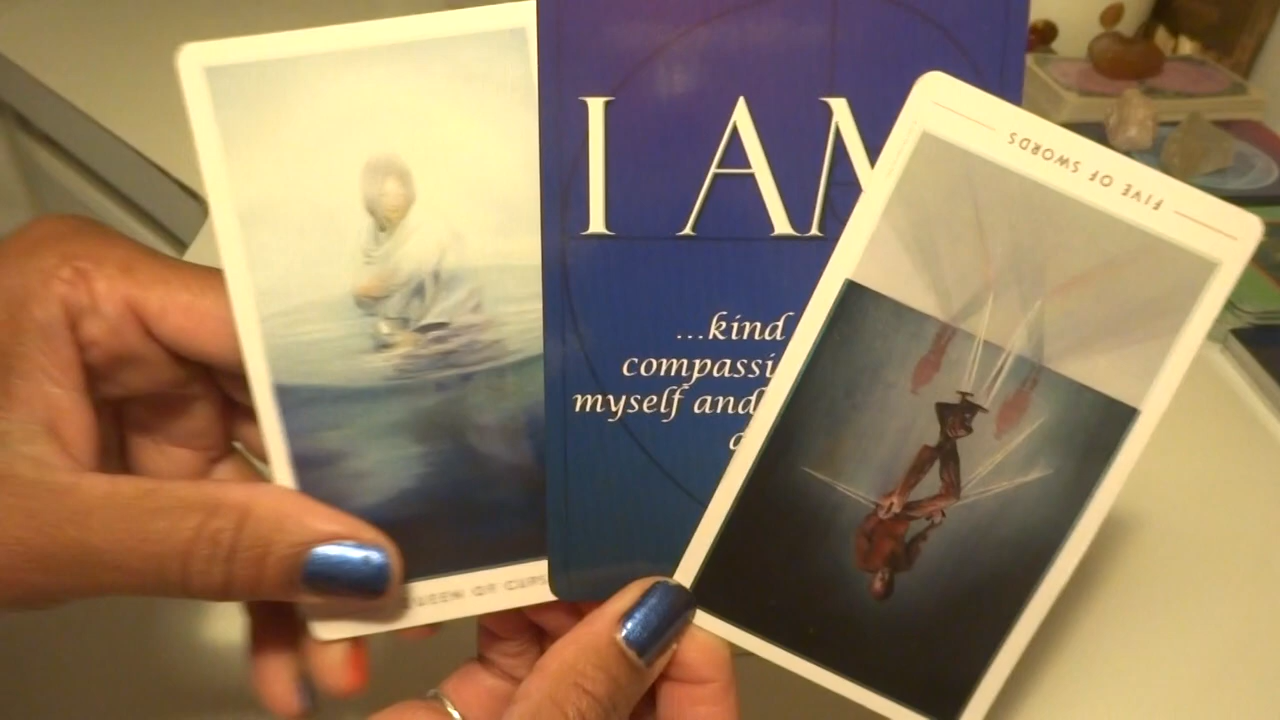 I AM
...kind
compassi
myself and
QUEEN OF CUPS
FIVE OF SWORDS